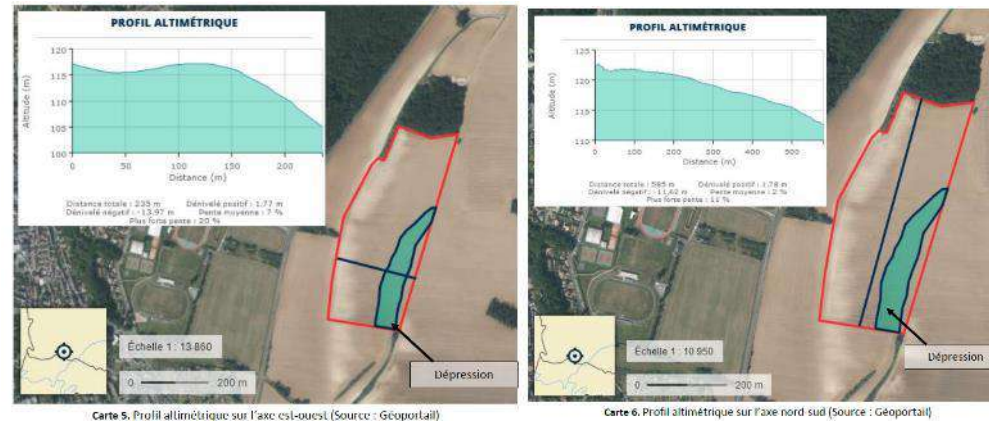 PROFIL ALTIMÉTRIQUE
Altitude (m)
120
115
110
105
100
0
50
100
150
200
Distance (m)
Distance totale : 235 m Dénivelé positif : 1,77 m
Dénivelé négatif : -13,97 m Pente moyenne : 7 %
Plus forte pente : 20 %
Échelle 1 : 13 860
0 200 m
Dépression
Carte 5. Profil altimétrique sur l'axe est-ouest (Source : Géoportail)
PROFIL ALTIMÉTRIQUE
Altitude (m)
125
120
115
110
0
100
200
300
400
500
Distance (m)
Distance totale : 585 m Dénivelé positif : 1,78 m
Dénivelé négatif : -11,62 m Pente moyenne : 2 %
Plus forte pente : 11 %
Échelle 1 : 10 950
0 200 m
Dépression
Carte 6. Profil altimétrique sur l'axe nord sud (Source : Géoportail)